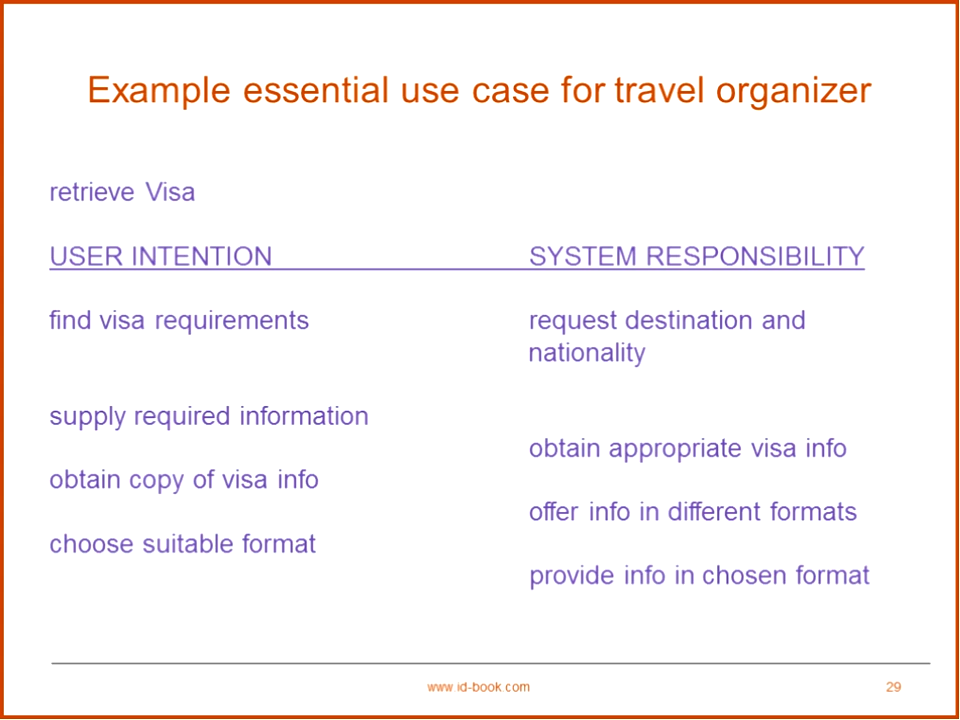 Example essential use case for travel organizer
retrieve Visa
USER INTENTION SYSTEM RESPONSIBILITY
find visa requirements request destination and
nationality
supply required information
obtain appropriate visa info
obtain copy of visa info
offer info in different formats
choose suitable format
provide info in chosen format
www.id-book.com 29